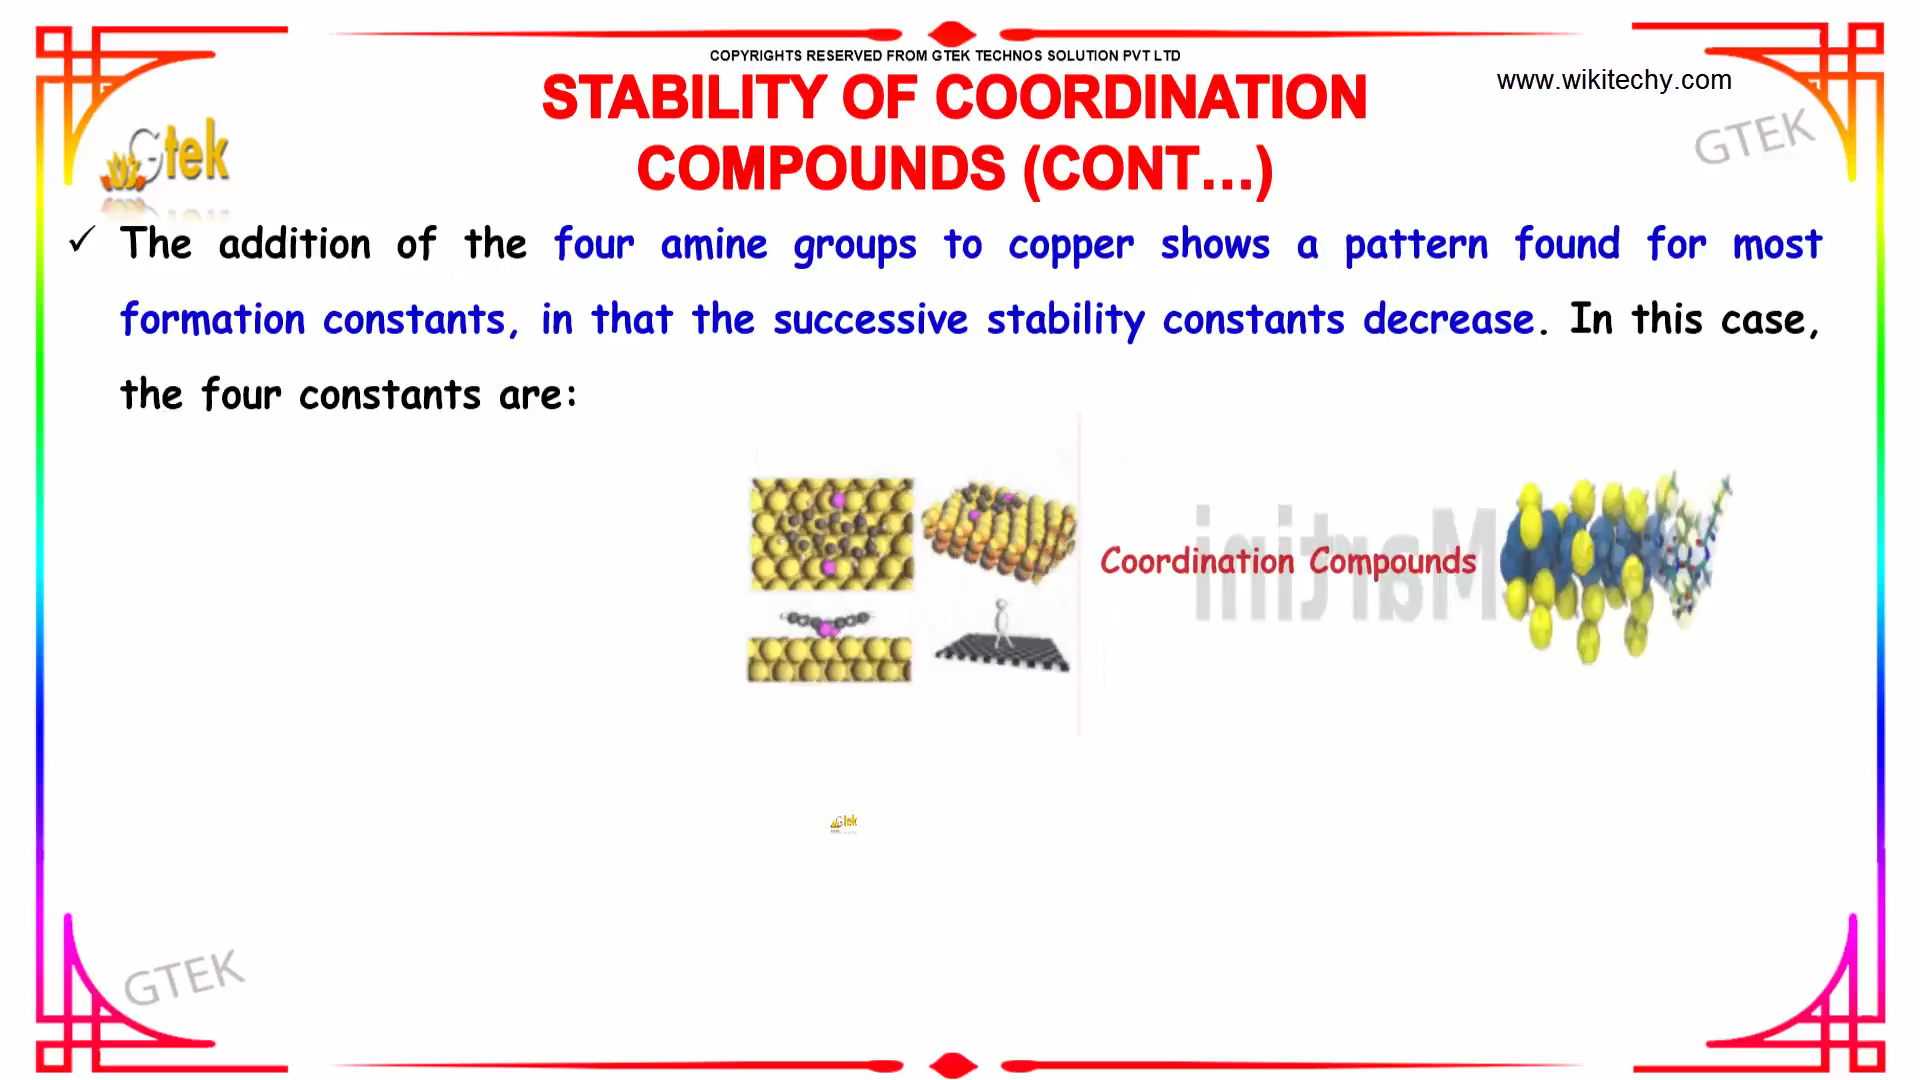 COPYRIGHTS RESERVED FROM GTEK TECHNOS SOLUTION PVT LTD
www.wikitechy.com
STABILITY OF COORDINATION
COMPOUNDS (CONT...)
Gtek
GTEK
✓ The addition of the four amine groups to copper shows a pattern found for most
formation constants, in that the successive stability constants decrease. In this case,
the four constants are:
Martini
Coordination Compounds
Gtek
GTEK